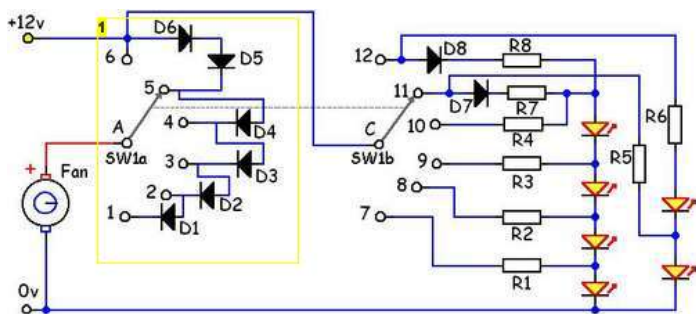 +12v
1
D6
6
D5
5
A
4
D4
SW1a
3
D3
2
D2
1
D1
+
Fan
G
0v
12
D8
R8
11
D7
R7
R6
10
R4
C
SW1b
R5
9
R3
8
R2
7
R1